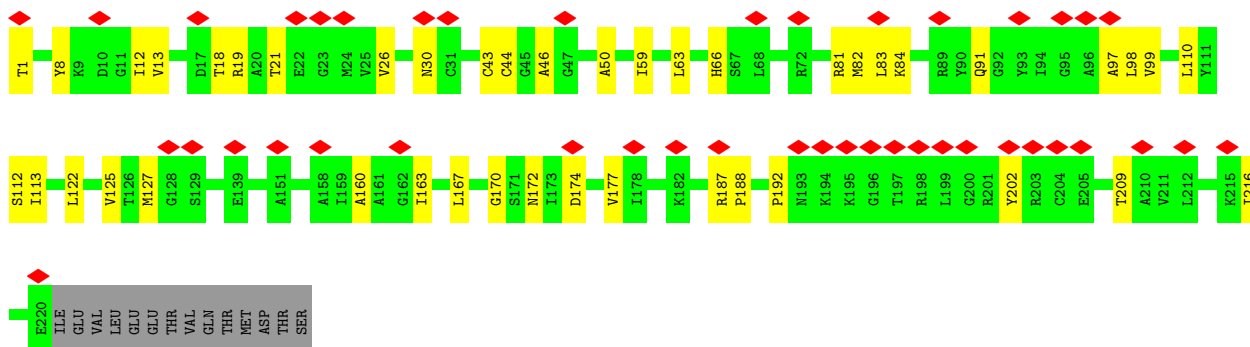 T1 Y8 K9 D10 G11 I12 V13 D17 T18 R19 A20 T21 E22 G23 M24 V25 V26 N30 C31 C43 C44 G45 A46 G47 A50 I59 L63 H66 S67 L68 R72 R81 M82 L83 K84 R89 Y90 Q91 G92 Y93 I94 G95 A96 A97 L98 V99 L110 Y111
S112 I113 L122 V125 T126 M127 G128 S129 E139 A151 A158 I159 A160 A161 G162 I163 L167 G170 S171 N172 I173 D174 V177 I178 K182 R187 P188 P192 N193 K194 K195 G196 T197 R198 L199 G200 R201 Y202 R203 C204 E205 T209 A210 V211 L212 K215 I216
E220 ILE GLU VAL LEU GLU GLU THR VAL GLN THR MET ASP THR SER